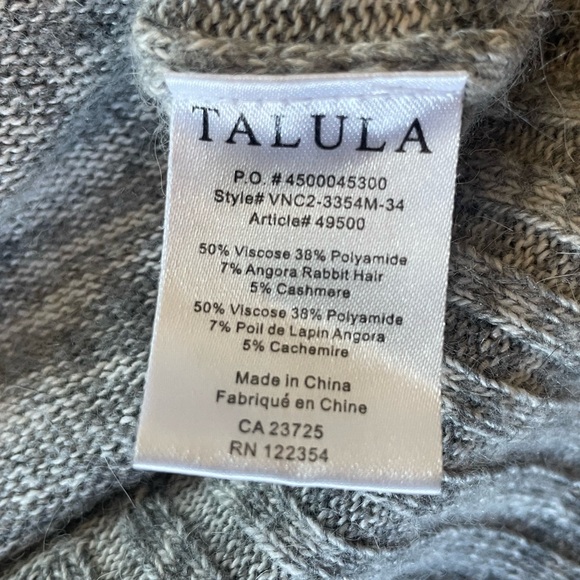 TALULA
P.O. # 4500045300
Style# VNC2-3354M-34
Article# 49500
50% Viscose 38% Polyamide
7% Angora Rabbit Hair
5% Cashmere
50% Viscose 38% Polyamide
7% Poil de Lapin Angora
5% Cachemire
Made in China
Fabriqué en Chine
CA 23725
RN 122354